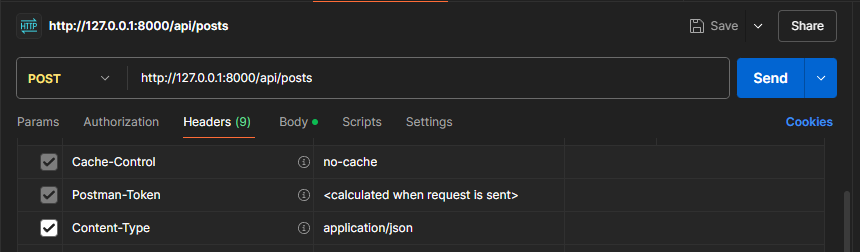 HTTP http://127.0.0.1:8000/api/posts Save Share
POST http://127.0.0.1:8000/api/posts Send
Params Authorization Headers (9) Body Scripts Settings Cookies
Cache-Control no-cache
Postman-Token <calculated when request is sent>
Content-Type application/json